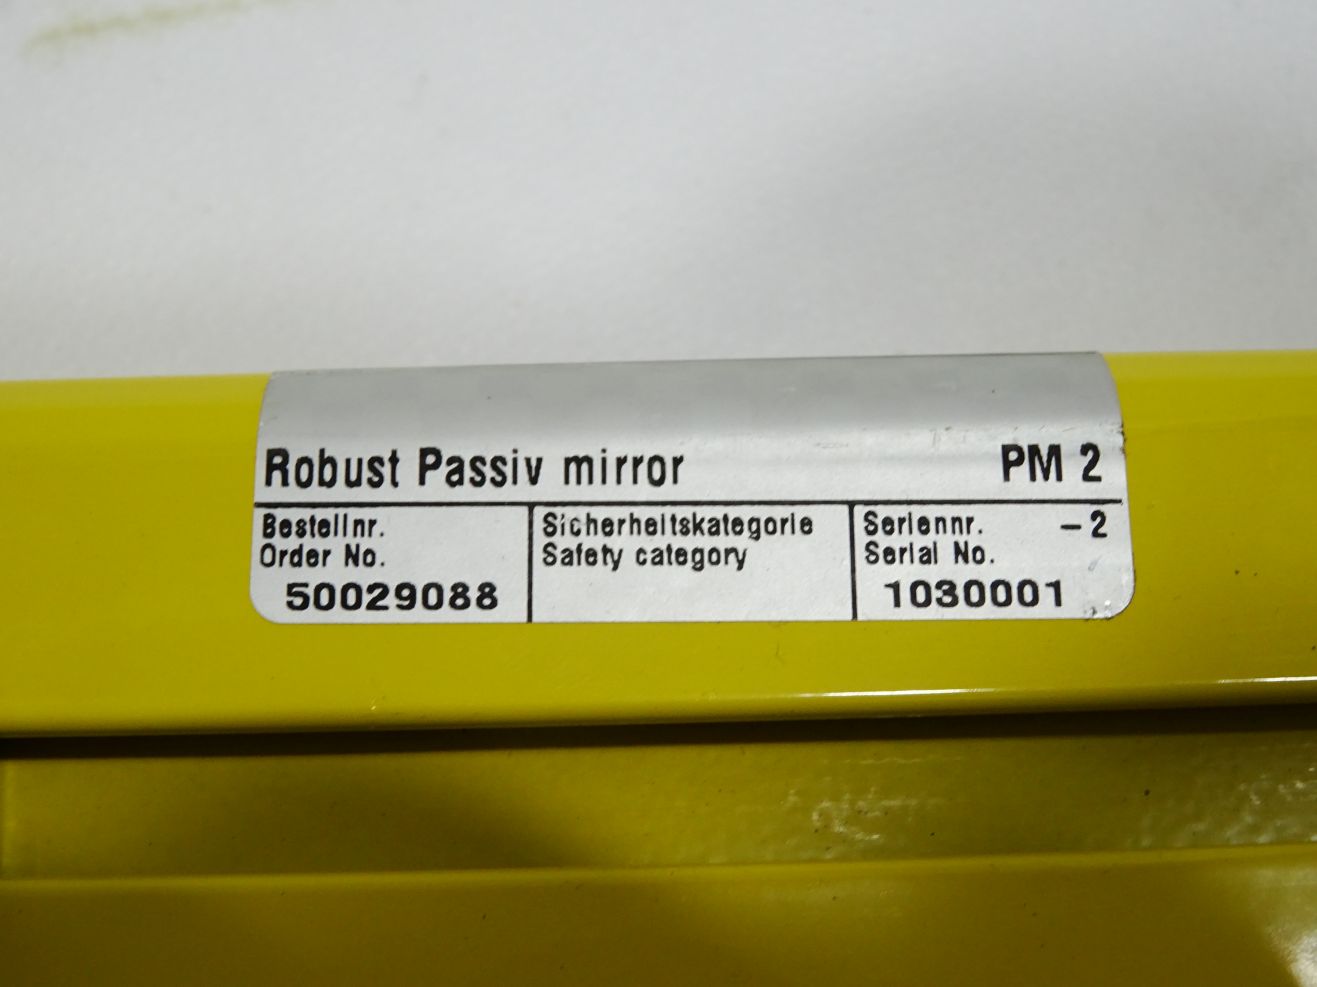 Robust Passiv mirror PM 2
Bestellnr. Sicherheitskategorie Seriennr. -2
Order No. Safety category Serial No.
50029088 1030001